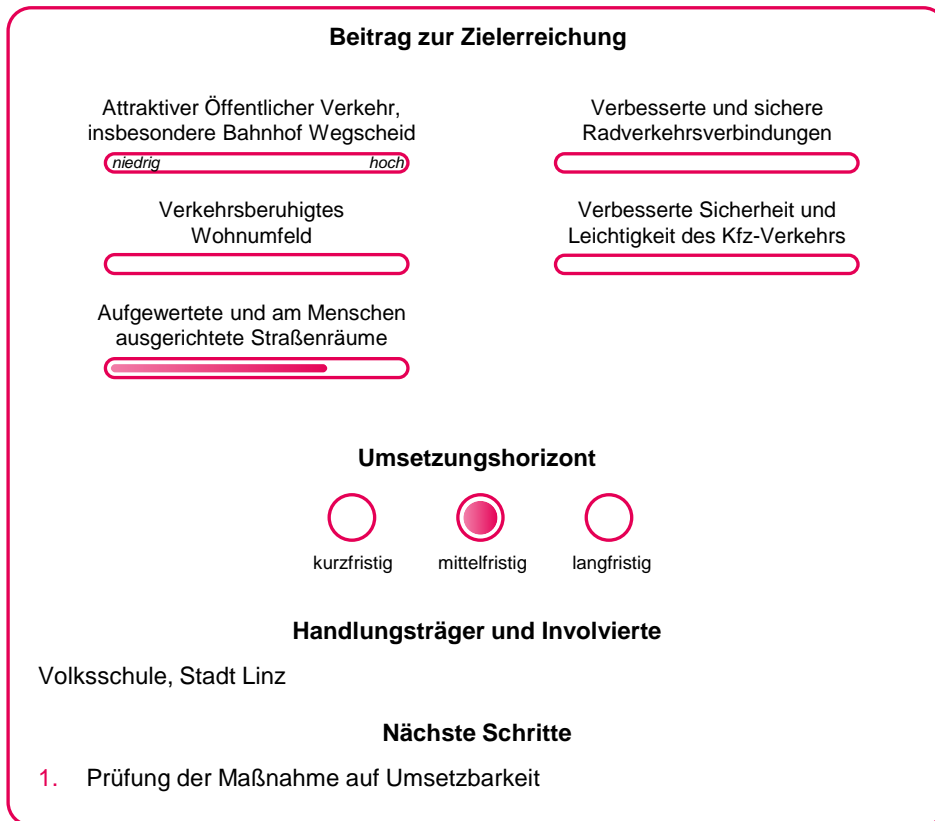 Beitrag zur Zielerreichung
Attraktiver Öffentlicher Verkehr,
insbesondere Bahnhof Wegscheid
niedrig hoch
Verbesserte und sichere
Radverkehrsverbindungen
Verkehrsberuhigtes
Wohnumfeld
Verbesserte Sicherheit und
Leichtigkeit des Kfz-Verkehrs
Aufgewertete und am Menschen
ausgerichtete Straßenräume
Umsetzungshorizont
kurzfristig mittelfristig langfristig
Handlungsträger und Involvierte
Volksschule, Stadt Linz
Nächste Schritte
1. Prüfung der Maßnahme auf Umsetzbarkeit